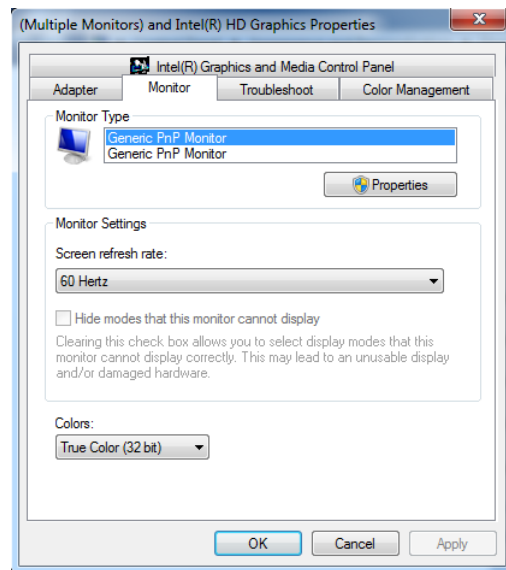 (Multiple Monitors) and Intel(R) HD Graphics Properties
Intel(R) Graphics and Media Control Panel
Adapter Monitor Troubleshoot Color Management
Monitor Type
Generic PnP Monitor
Generic PnP Monitor
Properties
Monitor Settings
Screen refresh rate:
60 Hertz
Hide modes that this monitor cannot display
Clearing this check box allows you to select display modes that this
monitor cannot display correctly. This may lead to an unusable display
and/or damaged hardware.
Colors:
True Color (32 bit)
OK Cancel Apply